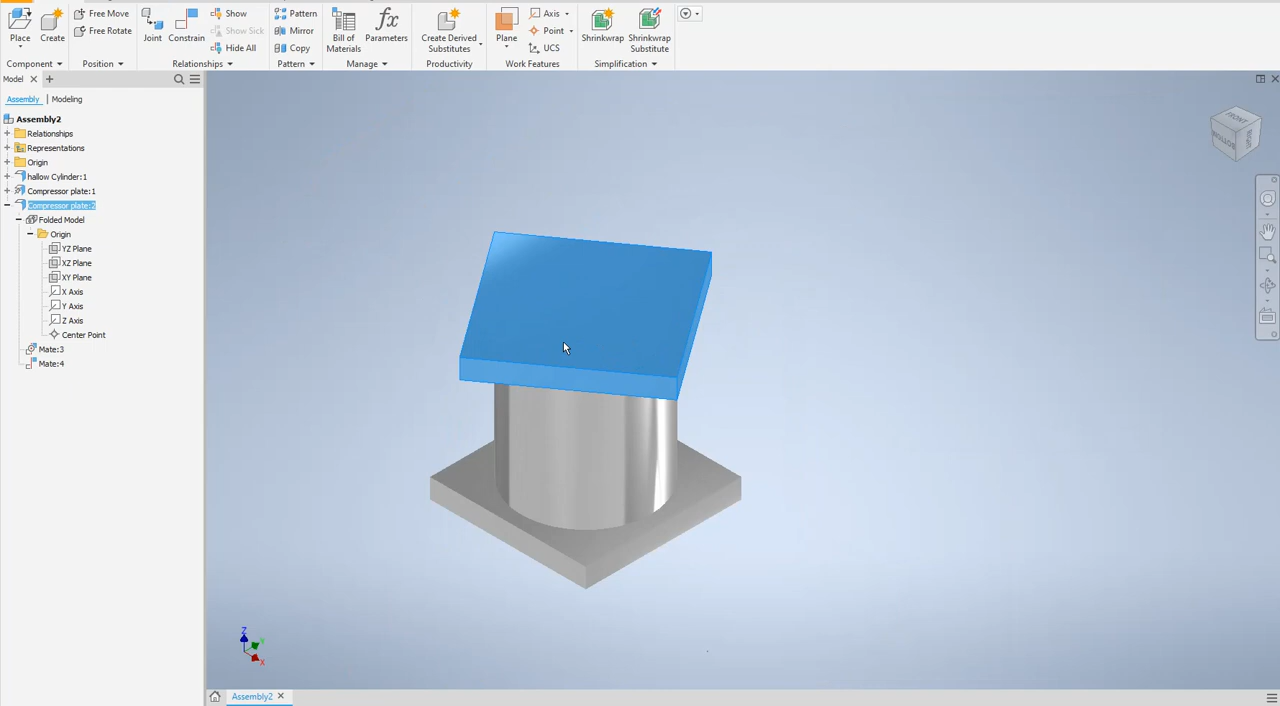 Place
Create
Free Move
Free Rotate
Joint
Constrain
Show
Show Sick
Hide All
Pattern
Mirror
Copy
Bill of
Materials
fx
Parameters
Create Derived
Substitutes
Plane
Axis
Point
UCS
Shrinkwrap
Shrinkwrap
Substitute
Component
Position
Relationships
Pattern
Manage
Productivity
Work Features
Simplification
Model
Assembly | Modeling
Assembly2
Relationships
Representations
Origin
hallow Cylinder:1
Compressor plate:1
Compressor plate:2
Folded Model
Origin
YZ Plane
XZ Plane
XY Plane
X Axis
Y Axis
Z Axis
Center Point
Mate:3
Mate:4
FRONT
BOTTOM
Z
Y
X
Assembly2